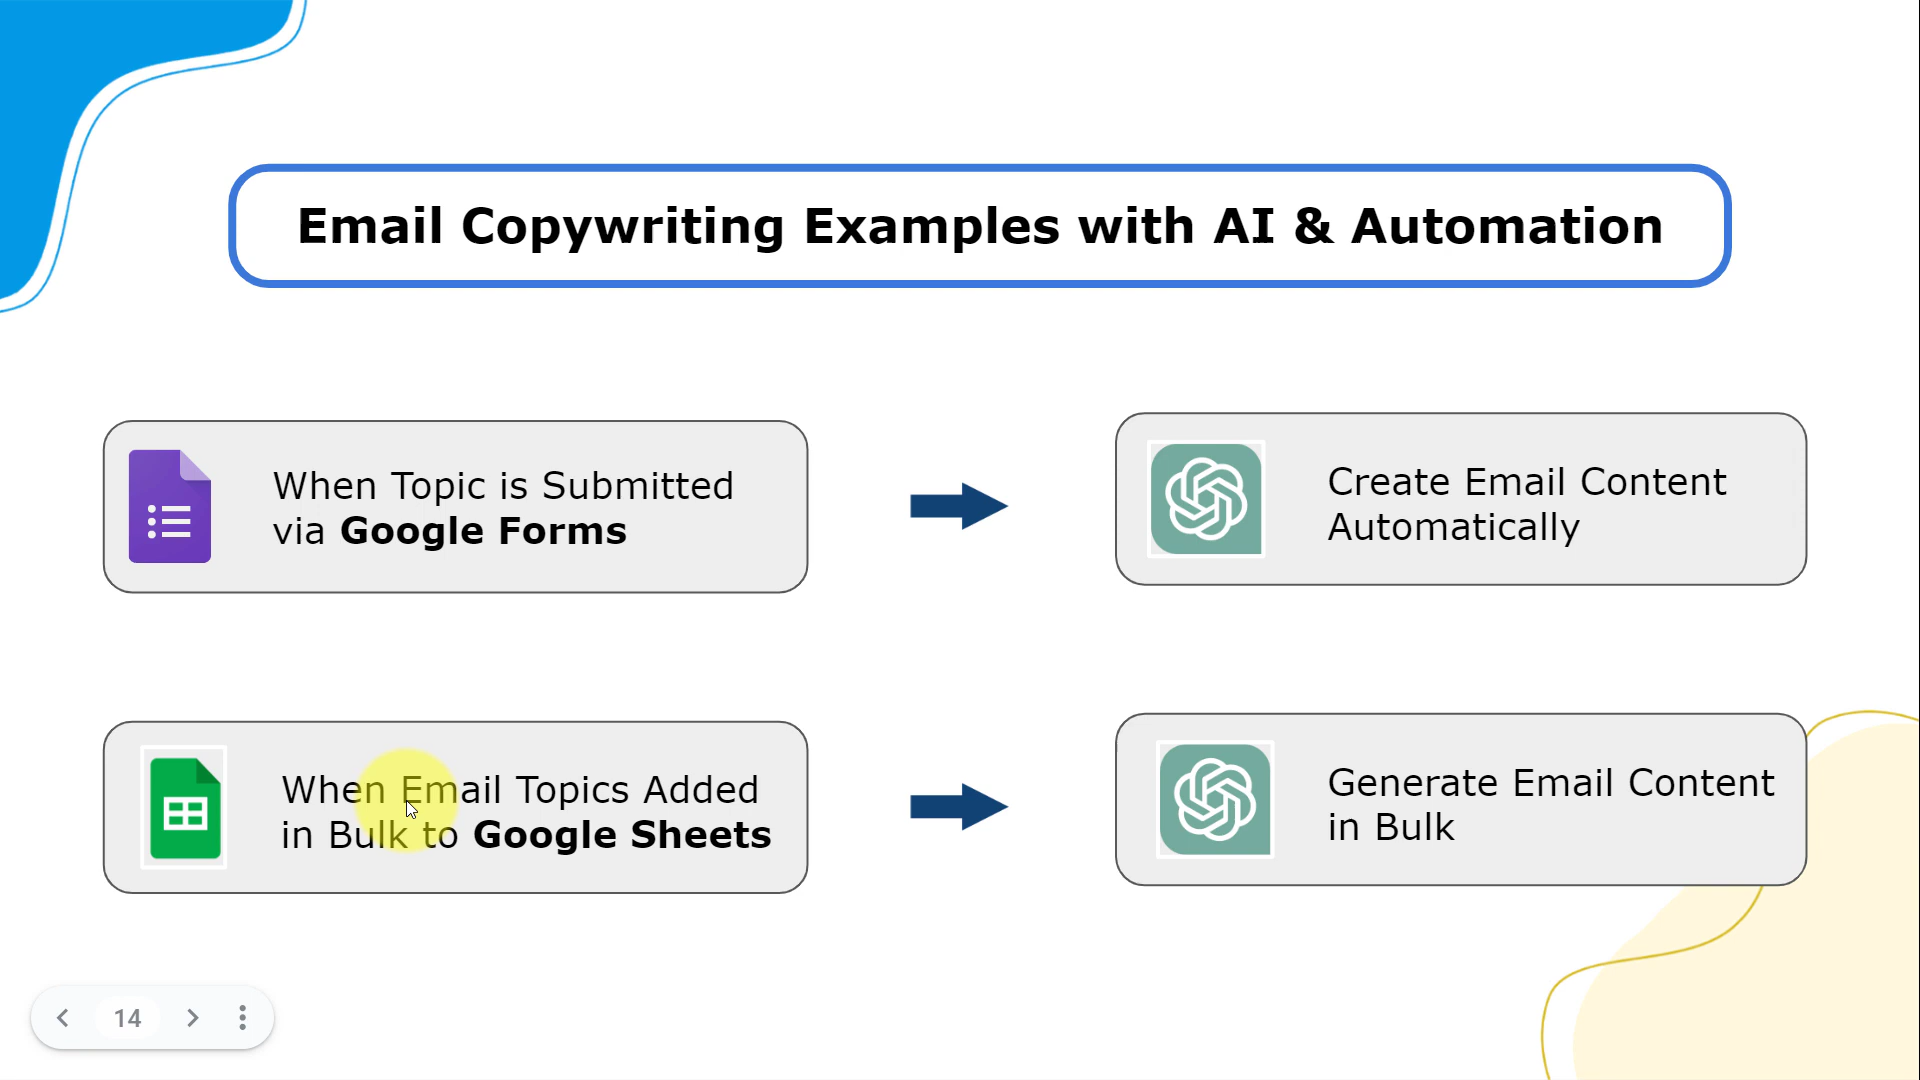 Email Copywriting Examples with AI & Automation
When Topic is Submitted
via Google Forms
Create Email Content
Automatically
When Email Topics Added
in Bulk to Google Sheets
Generate Email Content
in Bulk
14